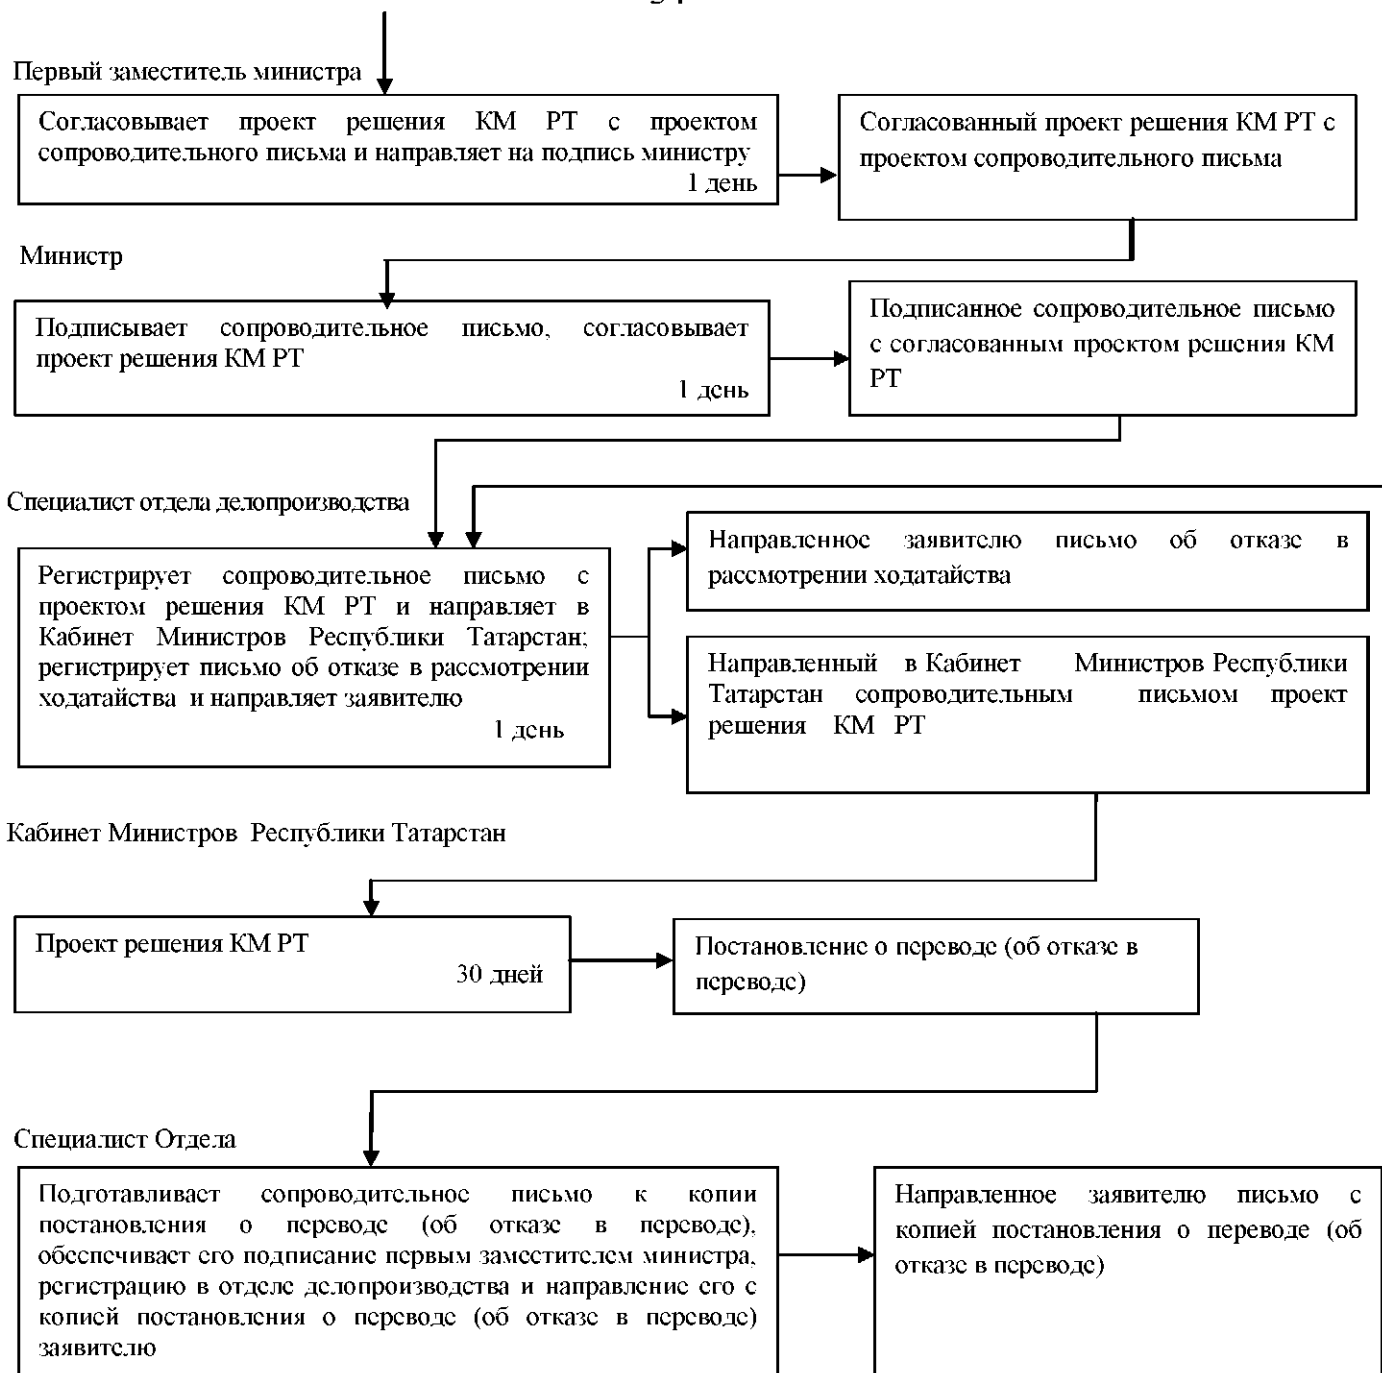 Первый заместитель министра
Согласовывает проект решения КМ РТ с проектом
сопроводительного письма и направляет на подпись министру
1 день
Согласованный проект решения КМ РТ с
проектом сопроводительного письма
Министр
Подписывает сопроводительное письмо, согласовывает
проект решения КМ РТ
1 день
Подписанное сопроводительное письмо
с согласованным проектом решения КМ
РТ
Специалист отдела делопроизводства
Регистрирует сопроводительное письмо с
проектом решения КМ РТ и направляет в
Кабинет Министров Республики Татарстан;
регистрирует письмо об отказе в рассмотрении
ходатайства и направляет заявителю
1 день
Направленное заявителю письмо об отказе в
рассмотрении ходатайства
Направленный в Кабинет Министров Республики
Татарстан сопроводительным письмом проект
решения КМ РТ
Кабинет Министров Республики Татарстан
Проект решения КМ РТ
30 дней
Постановление о переводе (об отказе в
переводе)
Специалист Отдела
Подготавливает сопроводительное письмо к копии
постановления о переводе (об отказе в переводе),
обеспечивает его подписание первым заместителем министра,
регистрацию в отделе делопроизводства и направление его с
копией постановления о переводе (об отказе в переводе)
заявителю
Направленное заявителю письмо с
копией постановления о переводе (об
отказе в переводе)